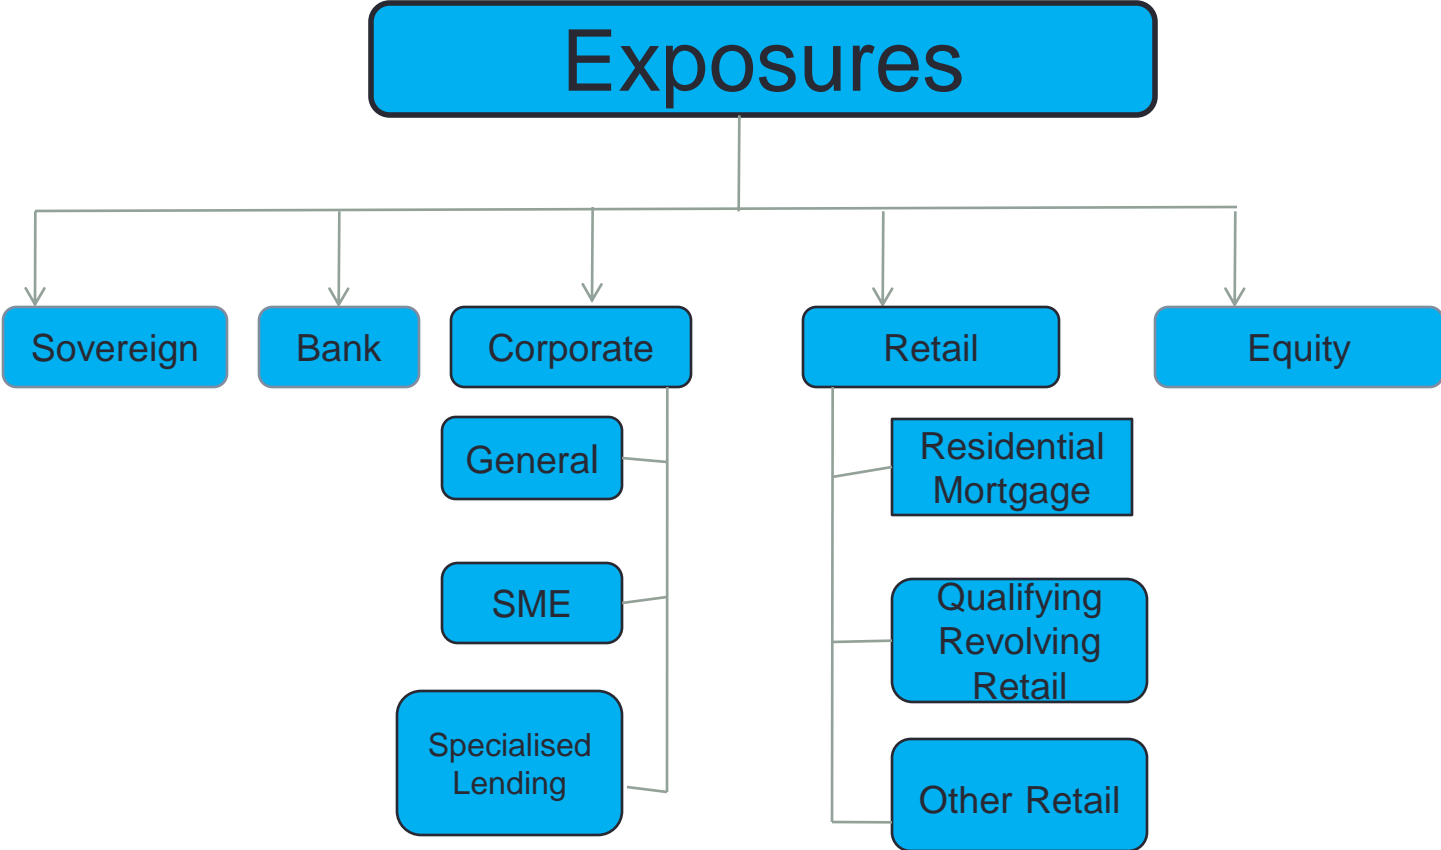 Exposures
Sovereign
Bank
Corporate
Retail
Equity
General
SME
Specialised
Lending
Residential
Mortgage
Qualifying
Revolving
Retail
Other Retail